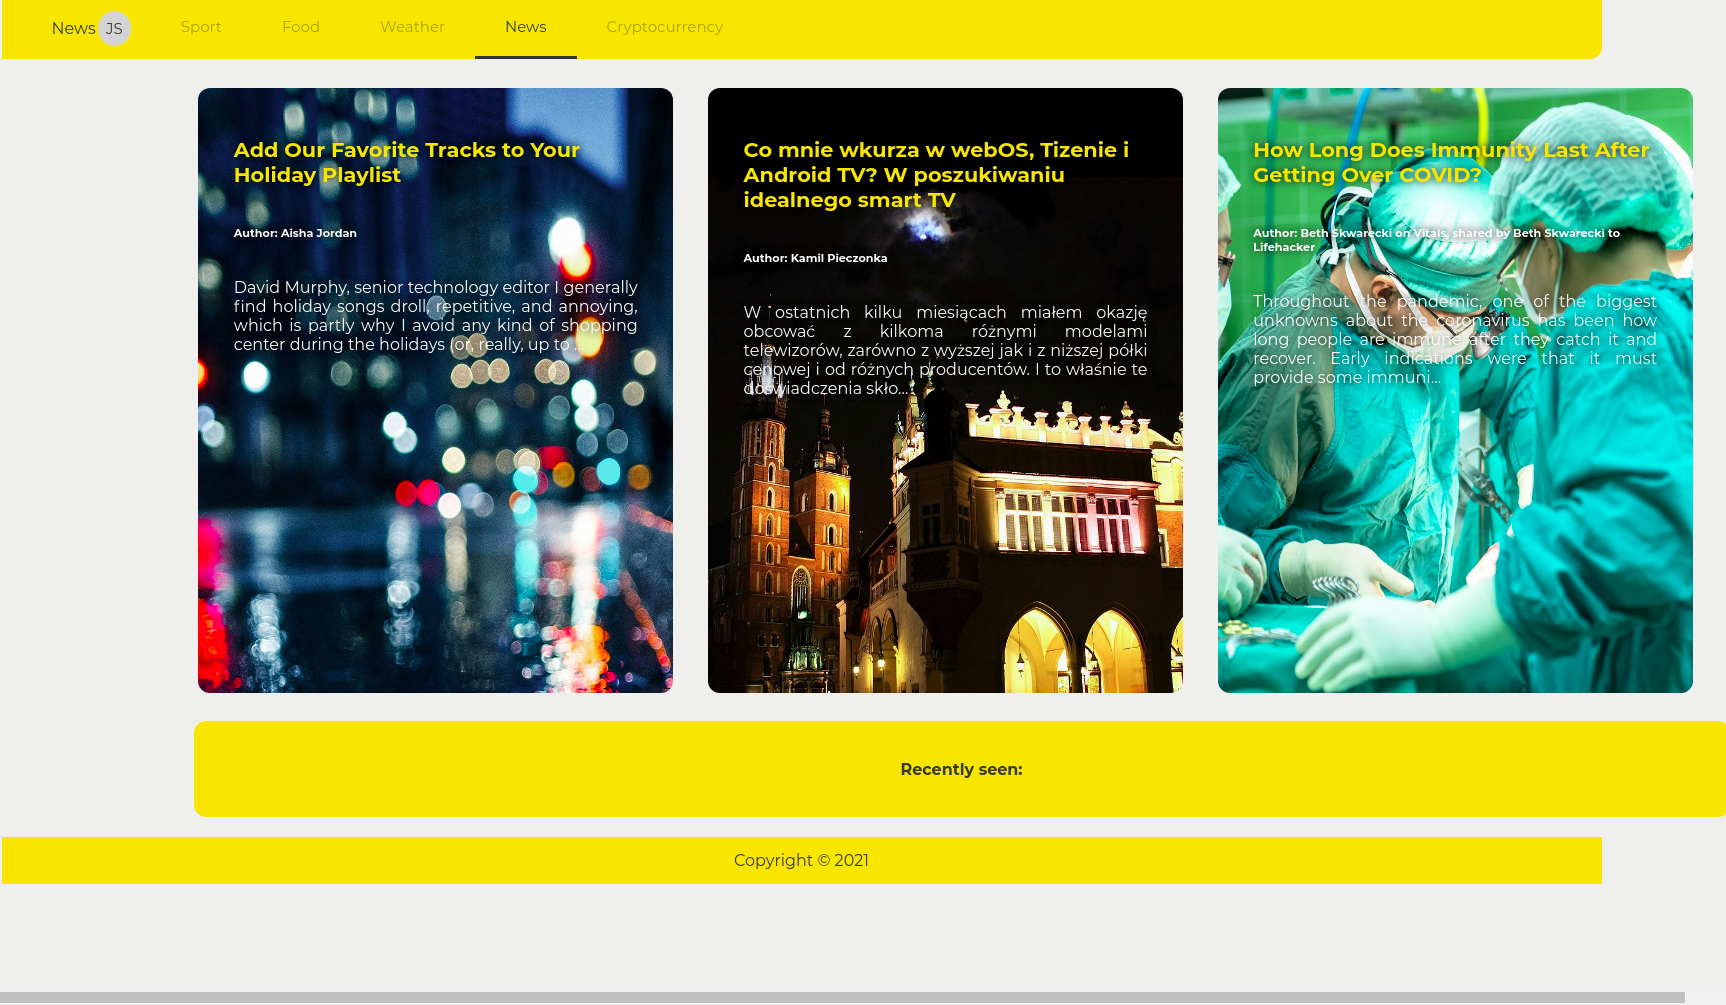 News JS Sport Food Weather News Cryptocurrency
Add Our Favorite Tracks to Your
Holiday Playlist
Author: Aisha Jordan
David Murphy, senior technology editor I generally
find holiday songs droll, repetitive, and annoying,
which is partly why I avoid any kind of shopping
center during the holidays (or, really, up to ...
Co mnie wkurza w webOS, Tizenie i
Android TV? W poszukiwaniu
idealnego smart TV
Author: Kamil Pieczonka
W ostatnich kilku miesiącach miałem okazję
obcować z kilkoma różnymi modelami
telewizorów, zarówno z wyższej jak i z niższej półki
cenowej i od różnych producentów. I to właśnie te
doświadczenia skło...
How Long Does Immunity Last After
Getting Over COVID?
Author: Beth Skwarecki on Vitals, shared by Beth Skwarecki to
Lifehacker
Throughout the pandemic, one of the biggest
unknowns about the coronavirus has been how
long people are immune after they catch it and
recover. Early indications were that it must
provide some immuni...
Recently seen:
Copyright © 2021